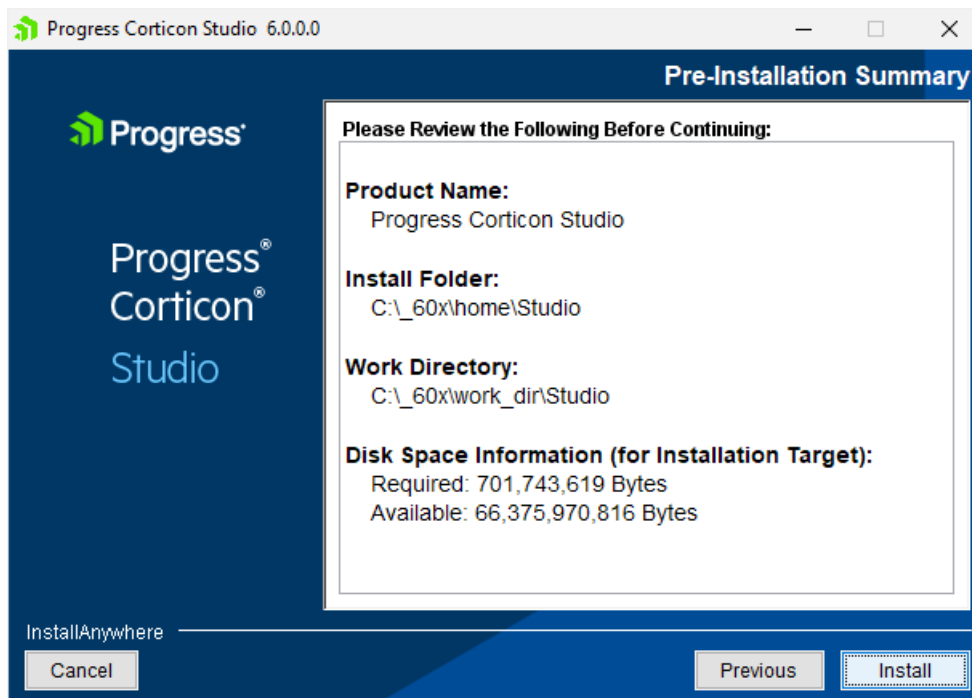 Progress Corticon Studio 6.0.0.0
Pre-Installation Summary
Progress®
Progress®
Corticon®
Studio
Please Review the Following Before Continuing:
Product Name:
Progress Corticon Studio
Install Folder:
C:\_60x\home\Studio
Work Directory:
C:\_60x\work_dir\Studio
Disk Space Information (for Installation Target):
Required: 701,743,619 Bytes
Available: 66,375,970,816 Bytes
InstallAnywhere
Cancel
Previous
Install